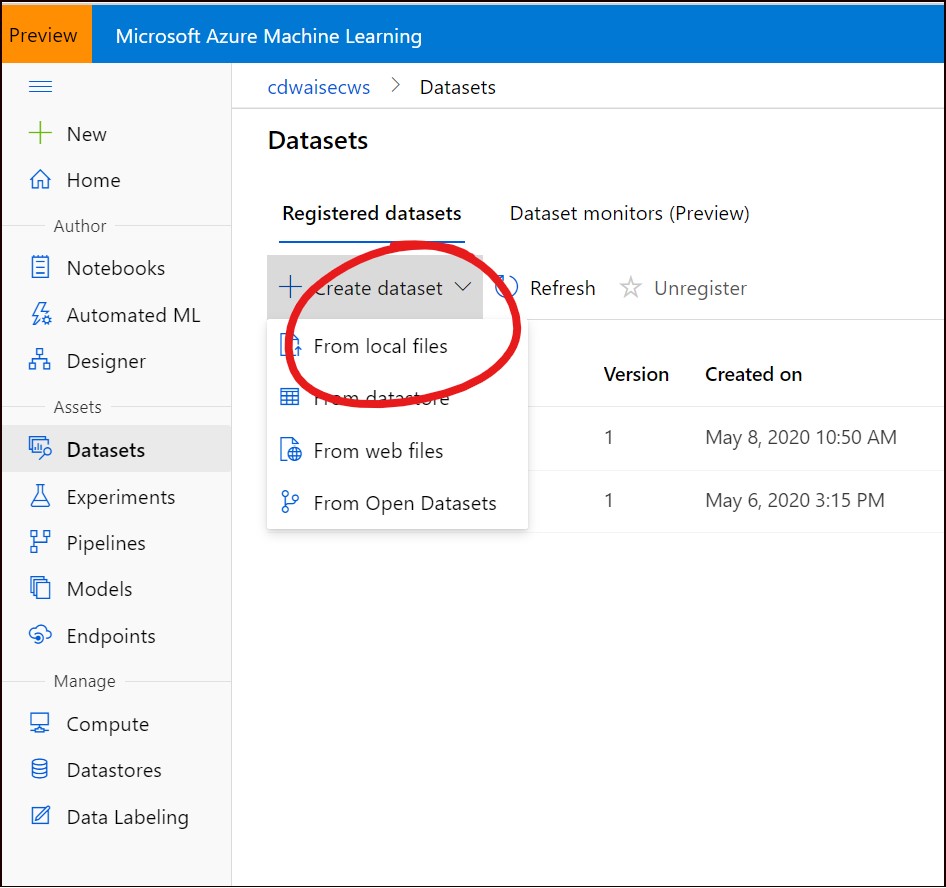 Preview
Microsoft Azure Machine Learning
cdwaisecws > Datasets
New
Home
Author
Notebooks
Automated ML
Designer
Assets
Datasets
Experiments
Pipelines
Models
Endpoints
Manage
Compute
Datastores
Data Labeling
Datasets
Registered datasets Dataset monitors (Preview)
Create dataset Refresh Unregister
From local files
From datastore
From web files
From Open Datasets
Version Created on
1 May 8, 2020 10:50 AM
1 May 6, 2020 3:15 PM